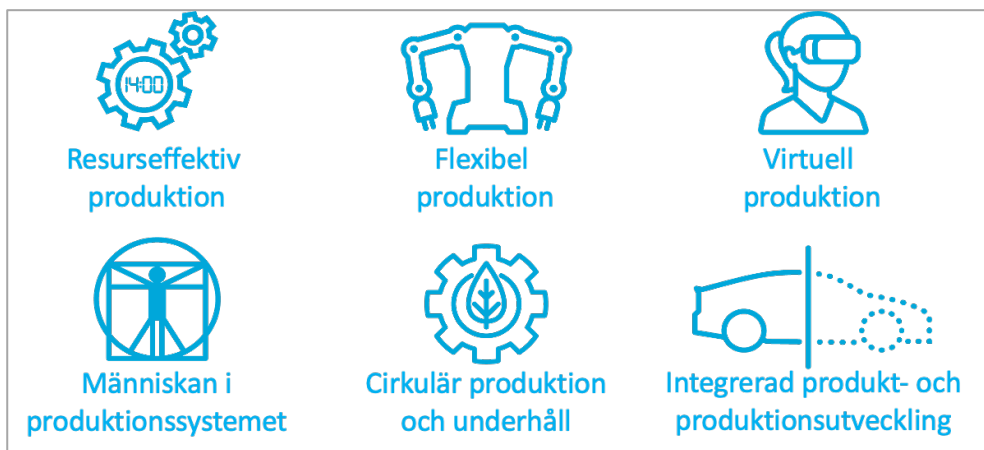 14:00
Resurseffektiv
produktion
Flexibel
produktion
Virtuell
produktion
Människan i
produktionssystemet
Cirkulär produktion
och underhåll
Integrerad produkt- och
produktionsutveckling